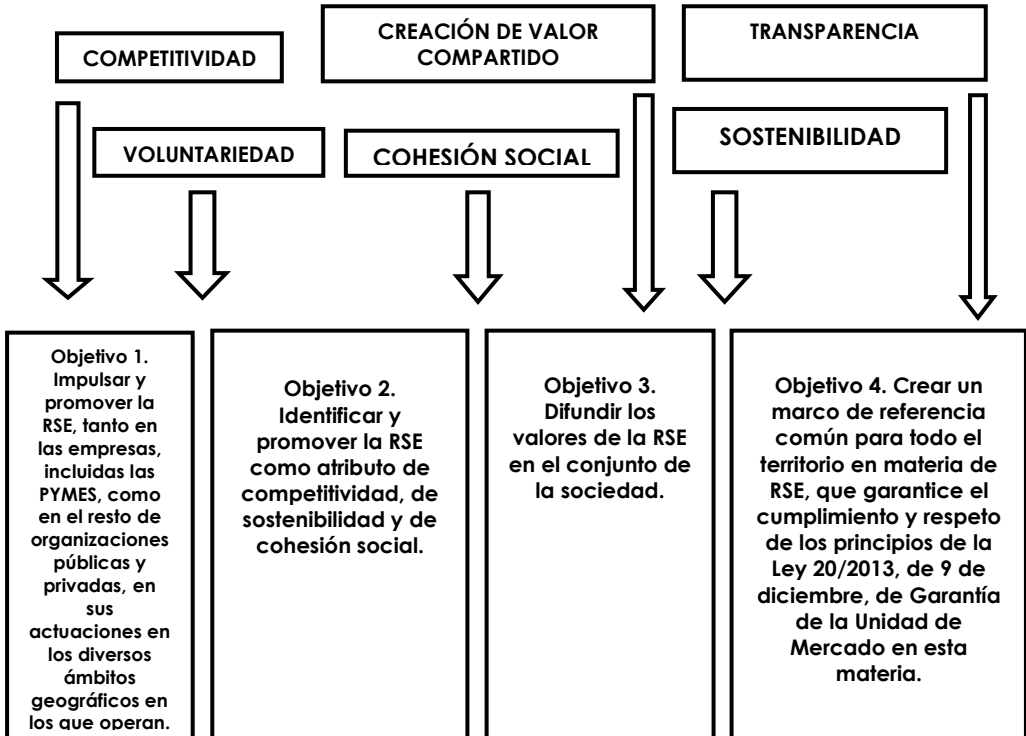 COMPETITIVIDAD
CREACIÓN DE VALOR
COMPARTIDO
TRANSPARENCIA
VOLUNTARIEDAD
COHESIÓN SOCIAL
SOSTENIBILIDAD
Objetivo 1.
Impulsar y
promover la
RSE, tanto en
las empresas,
incluidas las
PYMES, como
en el resto de
organizaciones
públicas y
privadas, en
sus
actuaciones en
los diversos
ámbitos
geográficos en
los que operan.
Objetivo 2.
Identificar y
promover la RSE
como atributo de
competitividad, de
sostenibilidad y de
cohesión social.
Objetivo 3.
Difundir los
valores de la RSE
en el conjunto de
la sociedad.
Objetivo 4. Crear un
marco de referencia
común para todo el
territorio en materia de
RSE, que garantice el
cumplimiento y respeto
de los principios de la
Ley 20/2013, de 9 de
diciembre, de Garantía
de la Unidad de
Mercado en esta
materia.